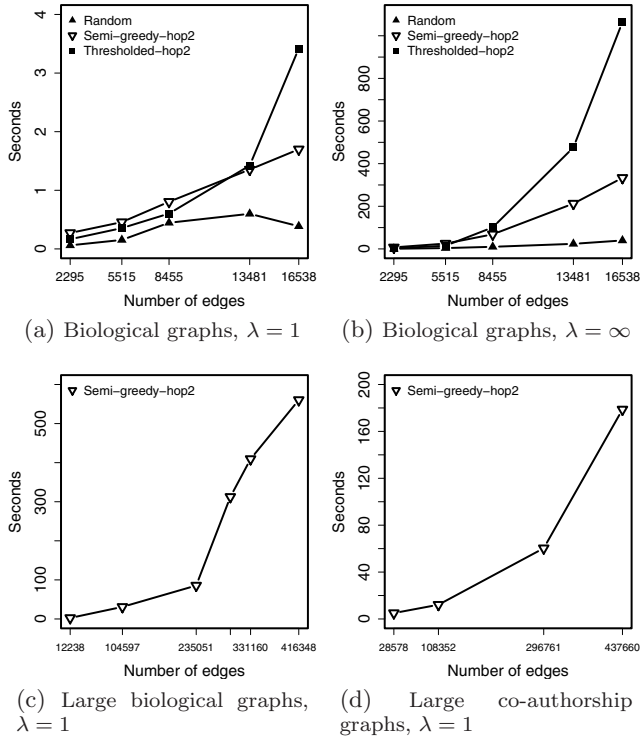 Random
Semi-greedy-hop2
Thresholded-hop2
Seconds
0 1 2 3 4
2295 5515 8455 13481 16538
Number of edges
(a) Biological graphs, λ = 1
Random
Semi-greedy-hop2
Thresholded-hop2
Seconds
0 200 400 600 800
2295 5515 8455 13481 16538
Number of edges
(b) Biological graphs, λ = ∞
Semi-greedy-hop2
Seconds
0 100 300 500
12238 104597 235051 331160 416348
Number of edges
(c) Large biological graphs,
λ = 1
Semi-greedy-hop2
Seconds
0 40 80 120 160 200
28578 108352 296761 437660
Number of edges
(d) Large co-authorship
graphs, λ = 1